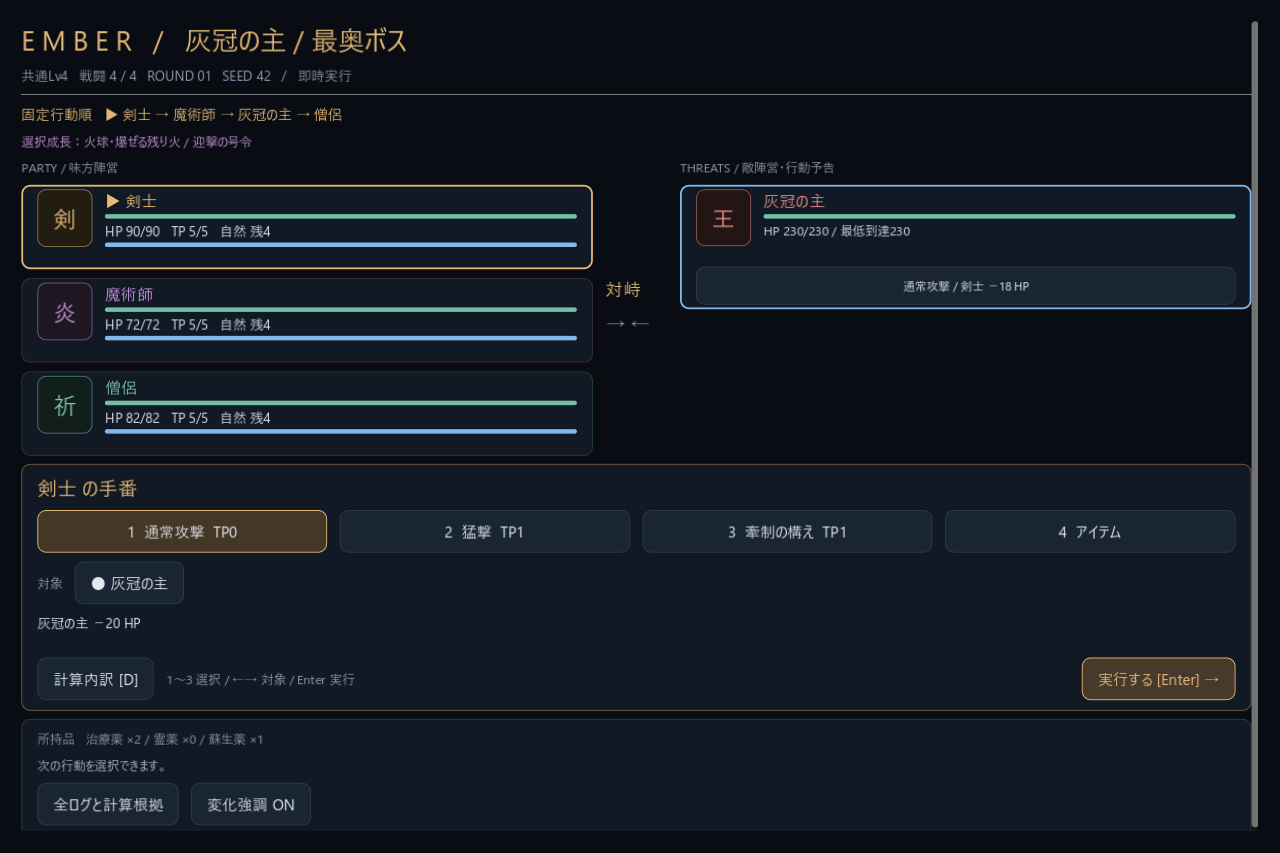 EMBER / 灰冠の主 / 最奥ボス
共通Lv4 戦闘 4 / 4 ROUND 01 SEED 42 / 即時実行
固定行動順 ▶ 剣士 → 魔術師 → 灰冠の主 → 僧侶
選択成長：火球・爆ぜる残り火 / 迎撃の号令
PARTY / 味方陣営
剣
▶ 剣士
HP 90/90 TP 5/5 自然 残4
炎
魔術師
HP 72/72 TP 5/5 自然 残4
祈
僧侶
HP 82/82 TP 5/5 自然 残4
対峙
→ ←
THREATS / 敵陣営・行動予告
王
灰冠の主
HP 230/230 / 最低到達230
通常攻撃 / 剣士 −18 HP
剣士 の手番
1 通常攻撃 TP0
2 猛撃 TP1
3 牽制の構え TP1
4 アイテム
対象 ● 灰冠の主
灰冠の主 −20 HP
計算内訳 [D] 1〜3 選択 / ←→ 対象 / Enter 実行
実行する [Enter] →
所持品 治療薬 ×2 / 霊薬 ×0 / 蘇生薬 ×1
次の行動を選択できます。
全ログと計算根拠
変化強調 ON